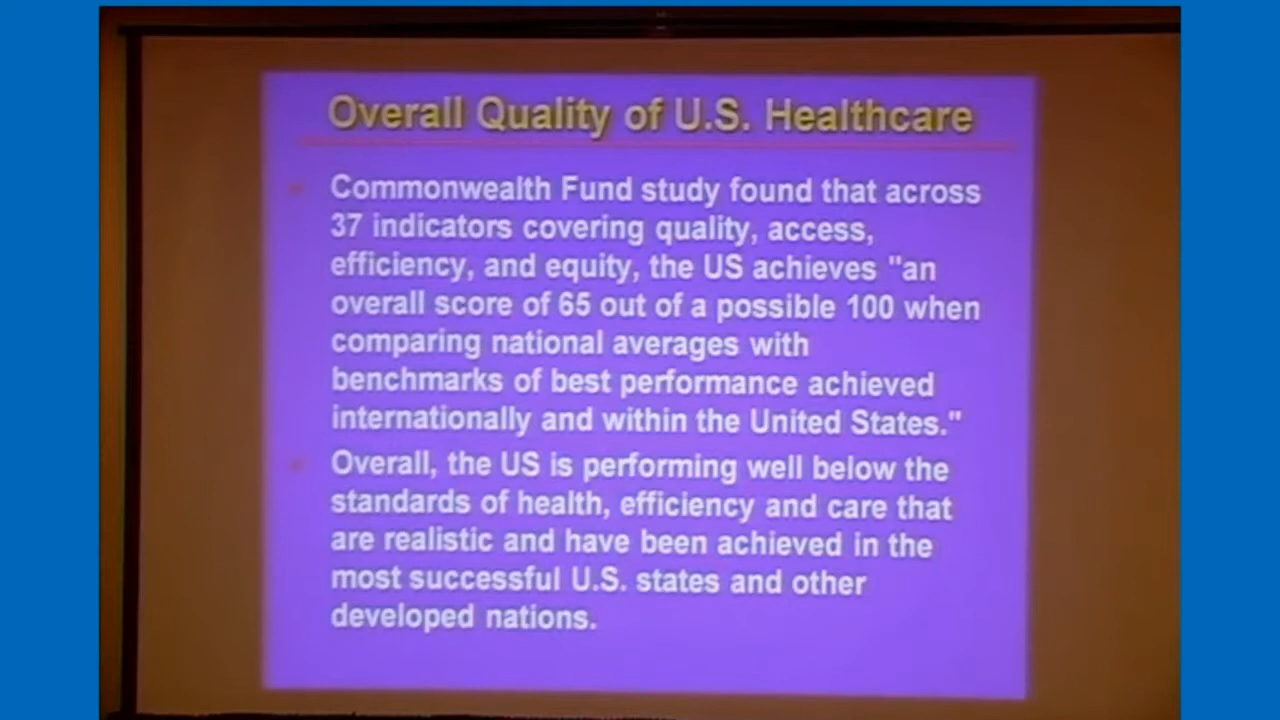 Overall Quality of U.S. Healthcare
Commonwealth Fund study found that across
37 indicators covering quality, access,
efficiency, and equity, the US achieves "an
overall score of 65 out of a possible 100 when
comparing national averages with
benchmarks of best performance achieved
internationally and within the United States."
Overall, the US is performing well below the
standards of health, efficiency and care that
are realistic and have been achieved in the
most successful U.S. states and other
developed nations.